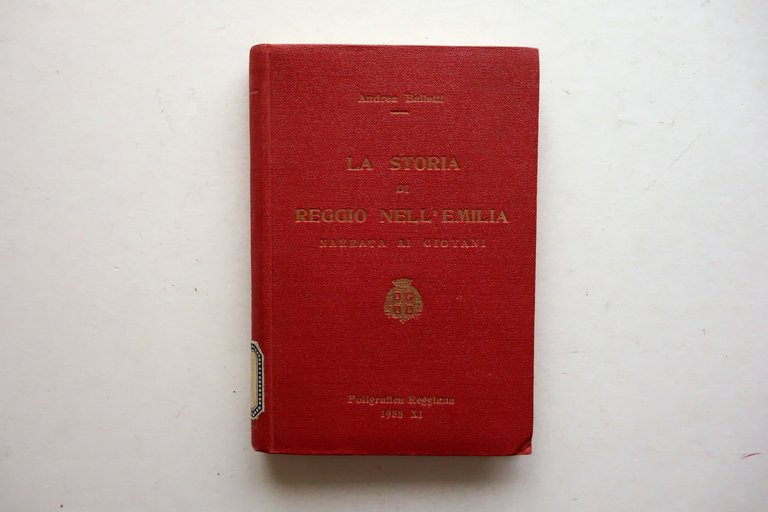 Andrea Balletti
LA STORIA
DI
REGGIO NELL'EMILIA
NARRATA AI GIOVANI
Poligrafica Reggiana
1933 XI